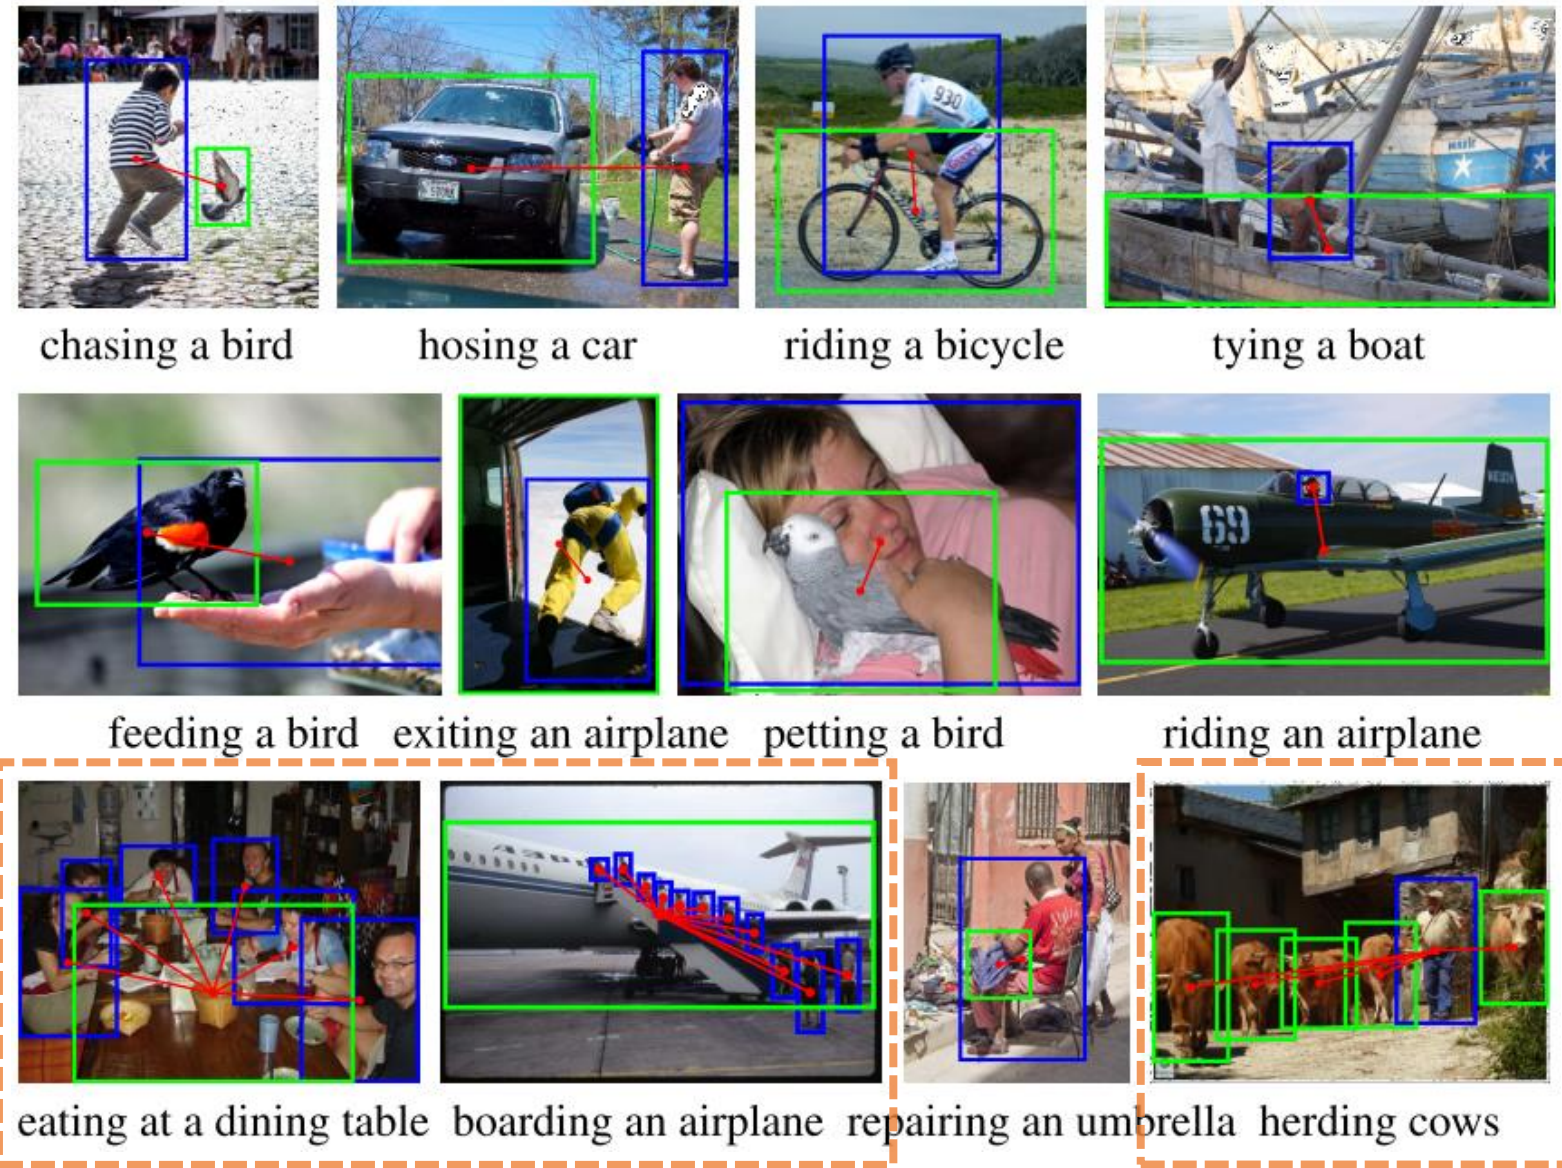 930
chasing a bird
hosing a car
riding a bicycle
tying a boat
69
feeding a bird
exiting an airplane
petting a bird
riding an airplane
eating at a dining table
boarding an airplane
repairing an umbrella
herding cows